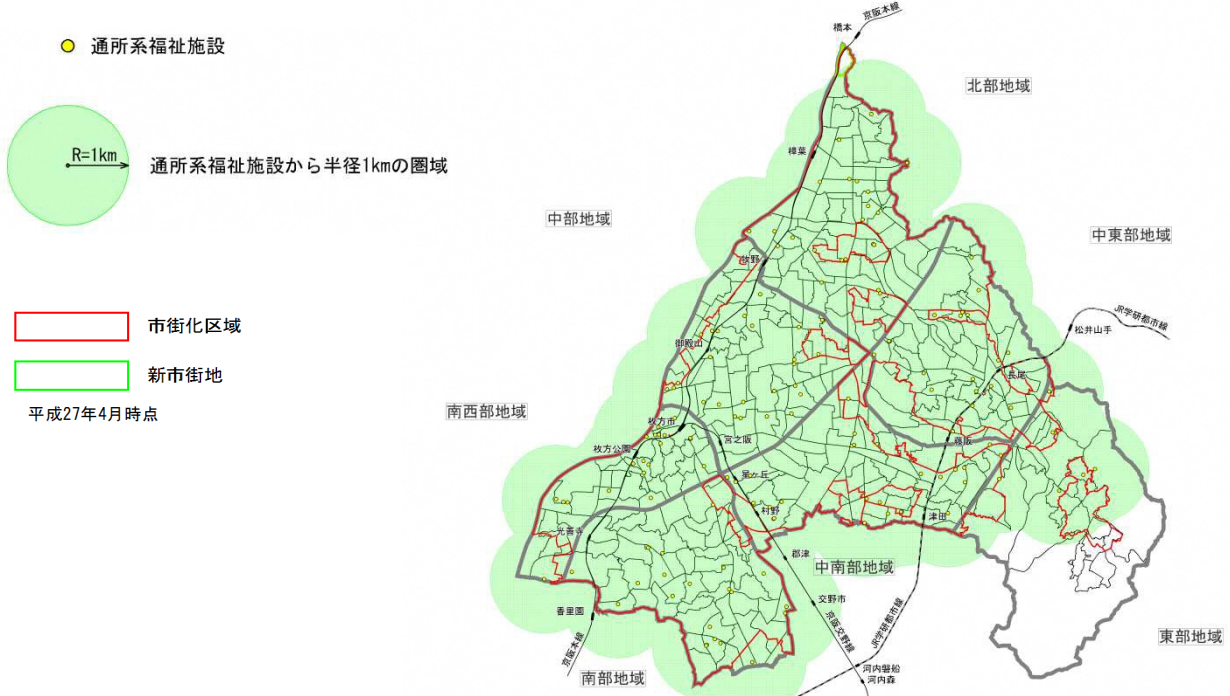 通所系福祉施設
R=1km
通所系福祉施設から半径1kmの圏域
市街化区域
新市街地
平成27年4月時点
橋本
京阪本線
北部地域
樟葉
中部地域
中東部地域
牧野
JR学研都市線
松井山手
御殿山
長尾
南西部地域
枚方市
宮之阪
藤阪
枚方公園
星ヶ丘
村野
津田
光善寺
郡津
中南部地域
香里園
交野市
京阪本線
京阪交野線
JR学研都市線
東部地域
南部地域
河内磐船
河内森